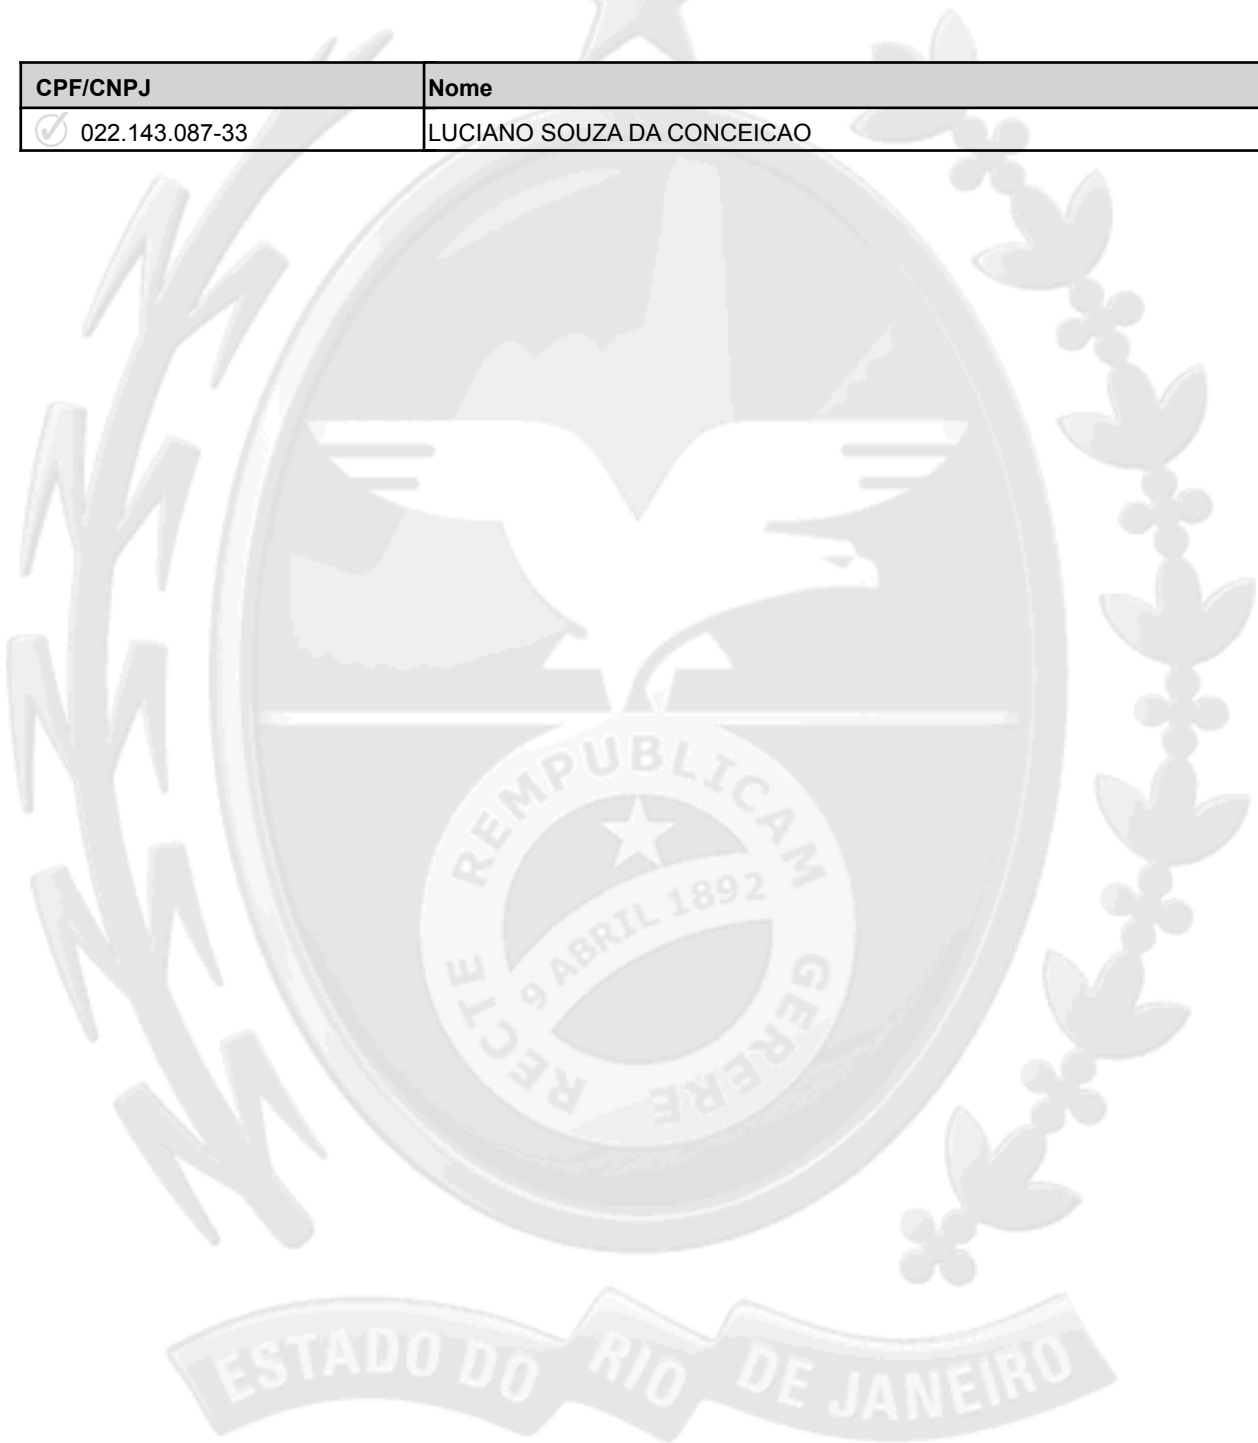 CPF/CNPJ Nome
022.143.087-33 LUCIANO SOUZA DA CONCEICAO
RECTE REMPUBLICAM GERERE
9 ABRIL 1892
ESTADO DO RIO DE JANEIRO